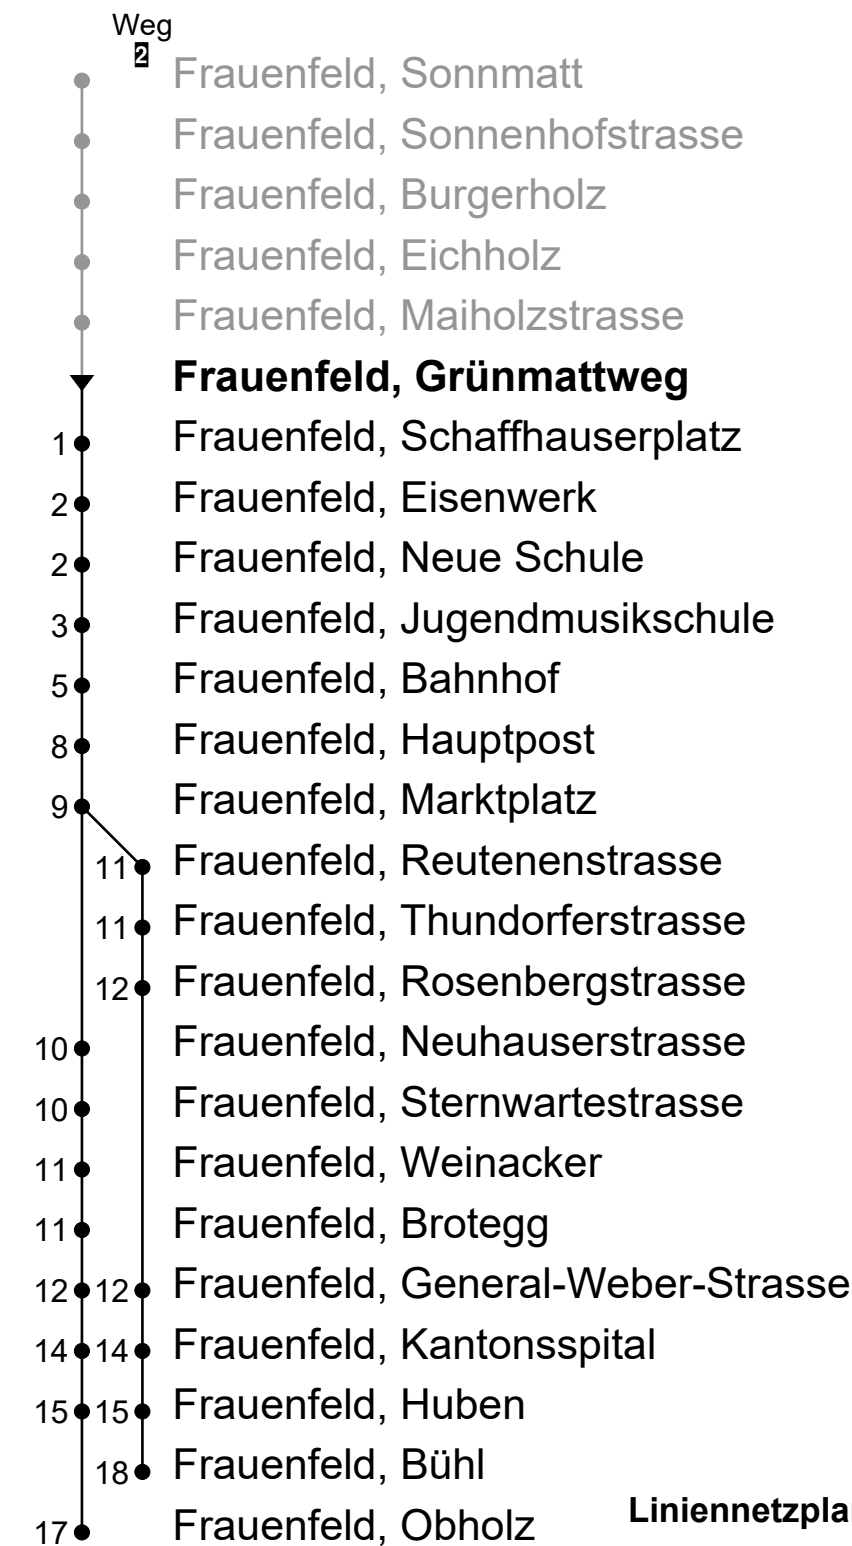 Weg
2
Frauenfeld, Sonnmatt
Frauenfeld, Sonnenhofstrasse
Frauenfeld, Burgerholz
Frauenfeld, Eichholz
Frauenfeld, Maiholzstrasse
Frauenfeld, Grünmattweg
1 Frauenfeld, Schaffhauserplatz
2 Frauenfeld, Eisenwerk
2 Frauenfeld, Neue Schule
3 Frauenfeld, Jugendmusikschule
5 Frauenfeld, Bahnhof
8 Frauenfeld, Hauptpost
9 Frauenfeld, Marktplatz
11 Frauenfeld, Reutenenstrasse
11 Frauenfeld, Thundorferstrasse
12 Frauenfeld, Rosenbergstrasse
10 Frauenfeld, Neuhauserstrasse
10 Frauenfeld, Sternwartestrasse
11 Frauenfeld, Weinacker
11 Frauenfeld, Brotegg
12 12 Frauenfeld, General-Weber-Strasse
14 14 Frauenfeld, Kantonsspital
15 15 Frauenfeld, Huben
18 Frauenfeld, Bühl
Liniennetzpla
17 Frauenfeld, Obholz